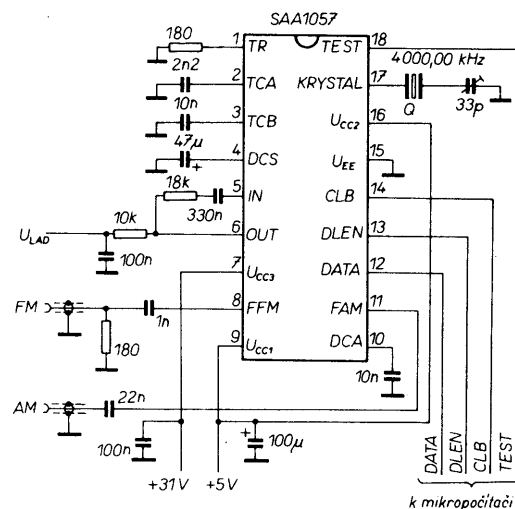 SAA1057
180
1 TR
TEST 18
4000,00 kHz
2n2
2 TCA
KRYSTAL 17
Q
33p
10n
3 TCB
UCC2 16
47µ
4 DCS
+
UEE 15
18k
330n
5 IN
CLB 14
ULAD
10k
6 OUT
DLEN 13
100n
7 UCC3
DATA 12
FM
1n
8 FFM
FAM 11
180
9 UCC1
DCA 10
10n
AM
22n
100n
+
100µ
+31V
+5V
DATA
DLEN
CLB
TEST
k mikropočítači